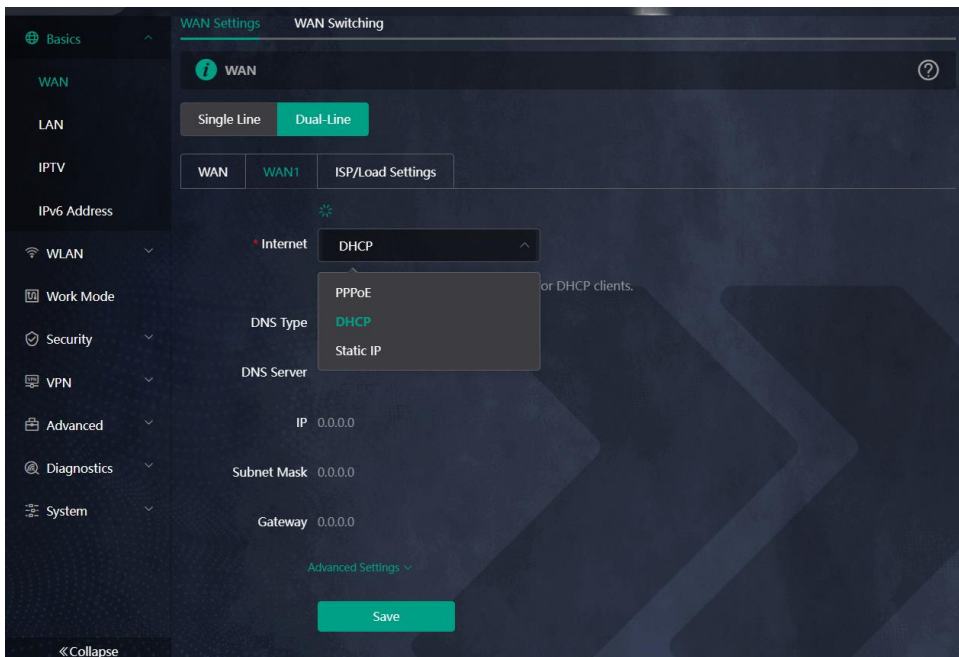 WAN Settings WAN Switching
Basics
WAN
WAN
LAN
Single Line Dual-Line
IPTV
WAN WAN1 ISP/Load Settings
IPv6 Address
WLAN
* Internet DHCP
PPPoE
or DHCP clients.
Work Mode
DNS Type DHCP
Security
Static IP
DNS Server
VPN
IP 0.0.0.0
Advanced
Diagnostics
Subnet Mask 0.0.0.0
System
Gateway 0.0.0.0
Advanced Settings
Save
≪Collapse